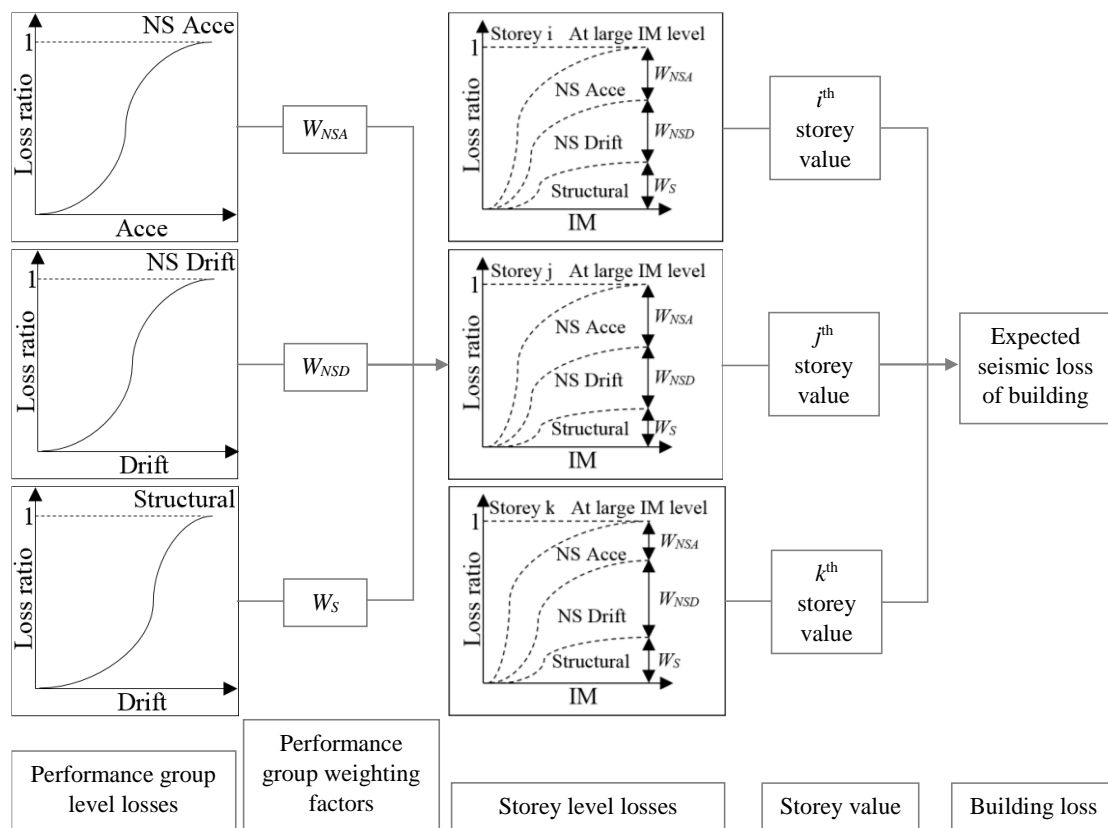 NS Acce
1
Loss ratio
Acce
W_NSA
Storey i At large IM level
1
W_NSA
NS Acce
Loss ratio
NS Drift
W_NSD
Structural
W_S
IM
i^th
storey
value
NS Drift
1
Loss ratio
Drift
W_NSD
Storey j At large IM level
1
W_NSA
NS Acce
Loss ratio
NS Drift
W_NSD
Structural
W_S
IM
j^th
storey
value
Expected
seismic loss
of building
Structural
1
Loss ratio
Drift
W_S
Storey k At large IM level
1
W_NSA
NS Acce
Loss ratio
W_NSD
NS Drift
Structural
W_S
IM
k^th
storey
value
Performance group
level losses
Performance
group weighting
factors
Storey level losses
Storey value
Building loss